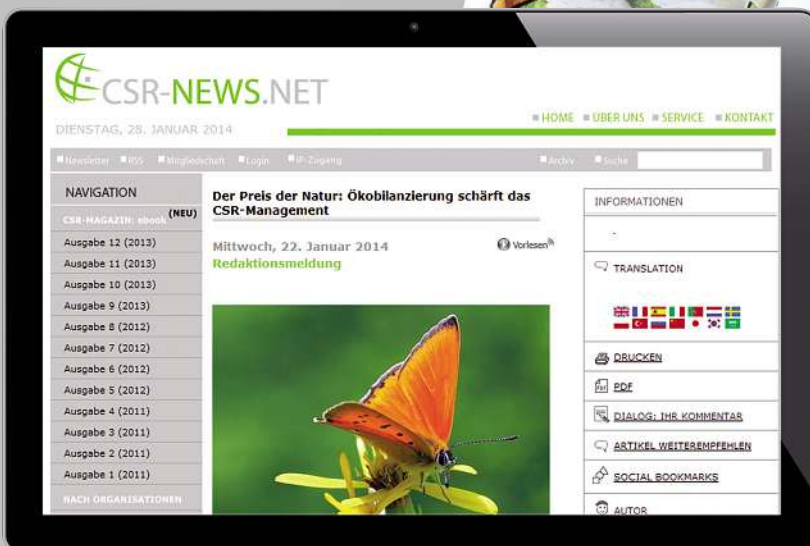 CSR-NEWS.NET
DIENSTAG, 28. JANUAR 2014
HOME ÜBER UNS SERVICE KONTAKT
Newsletter RSS Mitgliedschaft Login IP-Zugang Archiv Suche
NAVIGATION
CSR-MAGAZIN: ebook (NEU)
Ausgabe 12 (2013)
Ausgabe 11 (2013)
Ausgabe 10 (2013)
Ausgabe 9 (2013)
Ausgabe 8 (2012)
Ausgabe 7 (2012)
Ausgabe 6 (2012)
Ausgabe 5 (2012)
Ausgabe 4 (2011)
Ausgabe 3 (2011)
Ausgabe 2 (2011)
Ausgabe 1 (2011)
NACH ORGANISATIONEN
Der Preis der Natur: Ökobilanzierung schärft das
CSR-Management
Mittwoch, 22. Januar 2014
Vorlesen
Redaktionsmeldung
INFORMATIONEN
-
TRANSLATION
DRUCKEN
PDF
DIALOG: IHR KOMMENTAR
ARTIKEL WEITEREMPFEHLEN
SOCIAL BOOKMARKS
AUTOR